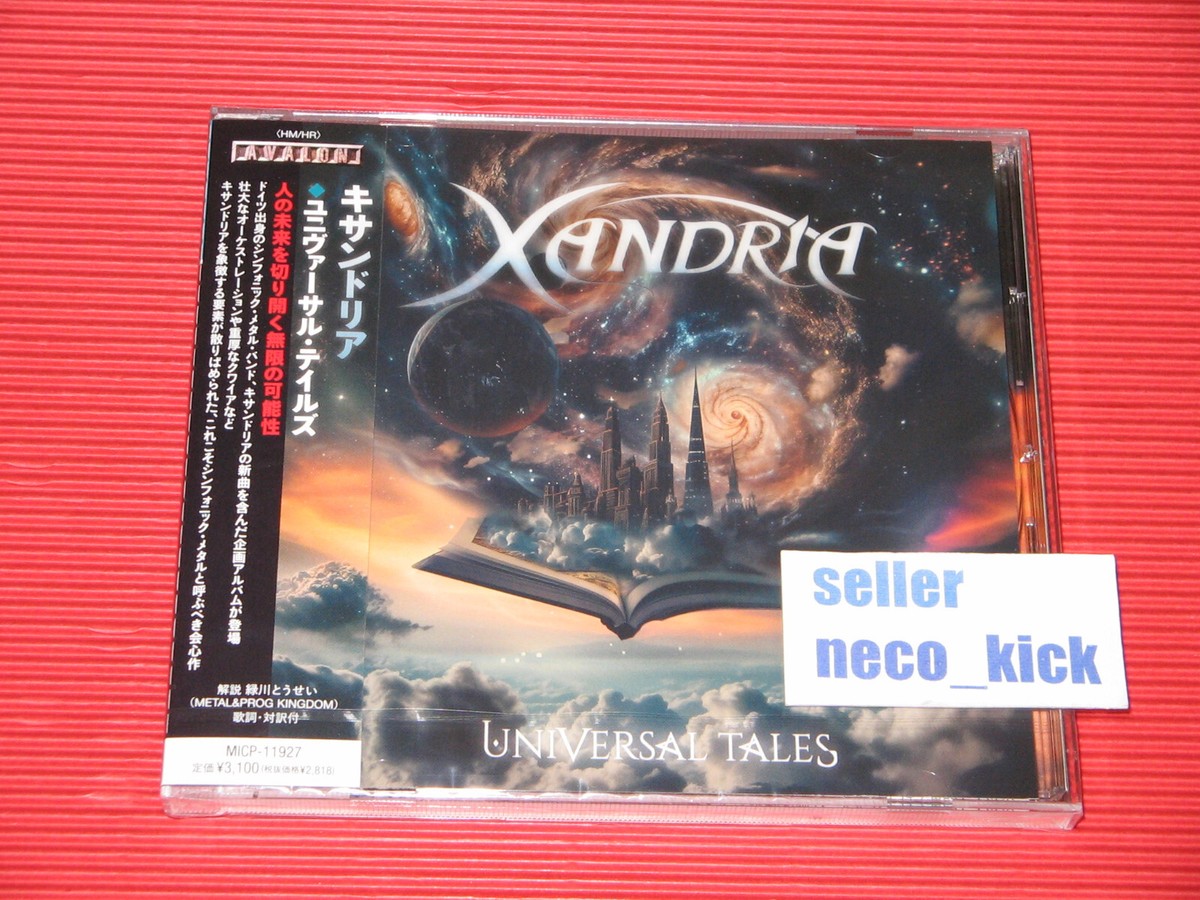 〈HM/HR〉
AVALON
キサンドリア
◆ユニヴァーサル・テイルズ
人の未来を切り開く無限の可能性
ドイツ出身のシンフォニック・メタル・バンド、キサンドリアの新曲を含んだ企画アルバムが登場
壮大なオーケストレーションや重厚なクワイアなど
キサンドリアを象徴する要素が散りばめられた、これこそシンフォニック・メタルと呼ぶべき会心作
解説 緑川とうせい
(METAL&PROG KINGDOM)
歌詞・対訳付
MICP-11927
定価¥3,100(税抜価格¥2,818)
XANDRIA
UNIVERSAL TALES
seller
neco_kick